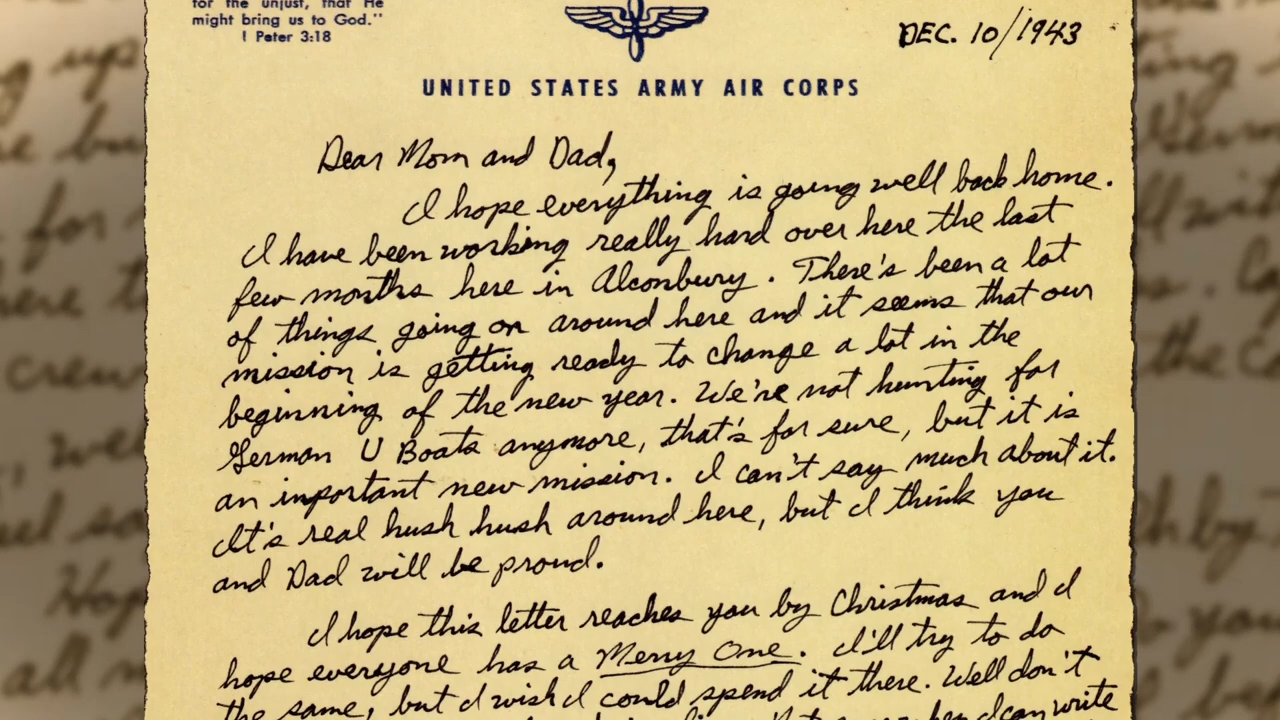 for the unjust, that He
might bring us to God."
I Peter 3:18
DEC. 10/1943
UNITED STATES ARMY AIR CORPS
Dear Mom and Dad,
I hope everything is going well back home.
I have been working really hard over here the last
few months here in Alconbury. There's been a lot
of things going on around here and it seems that our
mission is getting ready to change a lot in the
beginning of the new year. We're not hunting for
German U Boats anymore, that's for sure, but it is
an important new mission. I can't say much about it.
It's real hush hush around here, but I think you
and Dad will be proud.
I hope this letter reaches you by Christmas and I
hope everyone has a Merry One. I'll try to do
the same, but I wish I could spend it there. Well don't
I can write